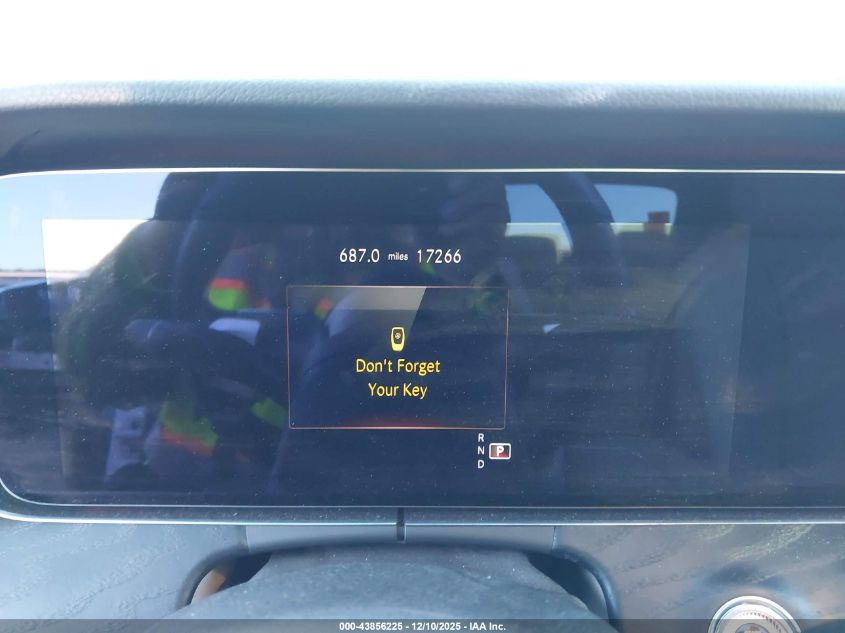 687.0 miles 17266
Don't Forget
Your Key
R
N P
D
000-43856225 - 12/10/2025 - IAA Inc.